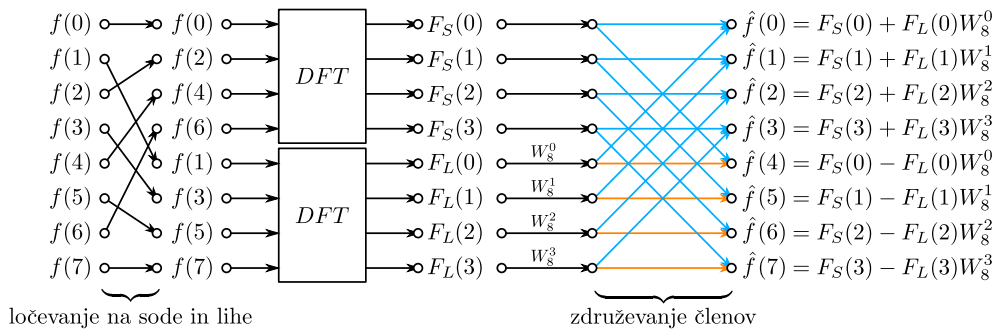 f(0) f(0) F_S(0) f̂(0) = F_S(0) + F_L(0)W_8^0
f(1) f(2) F_S(1) f̂(1) = F_S(1) + F_L(1)W_8^1
DFT
f(2) f(4) F_S(2) f̂(2) = F_S(2) + F_L(2)W_8^2
f(3) f(6) F_S(3) f̂(3) = F_S(3) + F_L(3)W_8^3
f(4) f(1) F_L(0) W_8^0 f̂(4) = F_S(0) − F_L(0)W_8^0
f(5) f(3) F_L(1) W_8^1 f̂(5) = F_S(1) − F_L(1)W_8^1
DFT
f(6) f(5) F_L(2) W_8^2 f̂(6) = F_S(2) − F_L(2)W_8^2
f(7) f(7) F_L(3) W_8^3 f̂(7) = F_S(3) − F_L(3)W_8^3
ločevanje na sode in lihe
združevanje členov